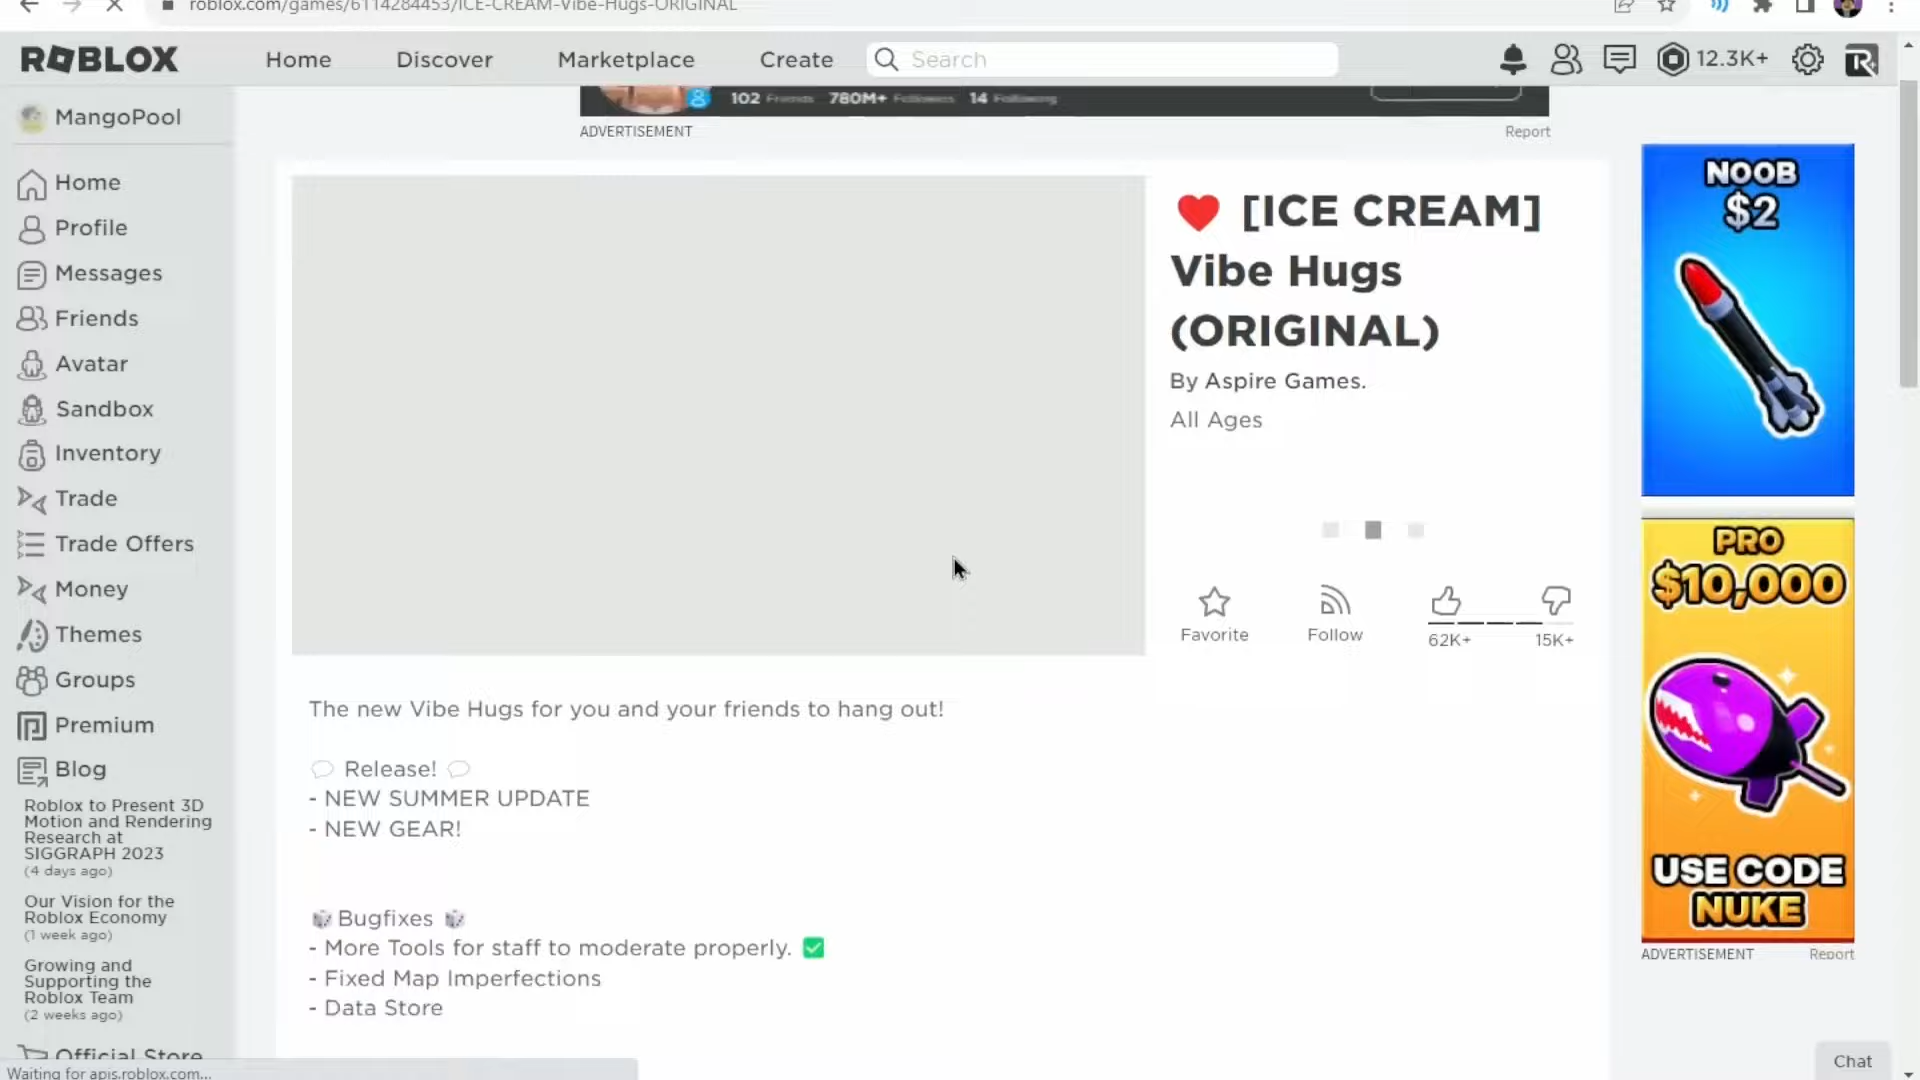 roblox.com/games/6114284453/ICE-CREAM-Vibe-Hugs-ORIGINAL
ROBLOX
Home
Discover
Marketplace
Create
Search
12.3K+
102 Friends 780M+ Followers 14 Following
ADVERTISEMENT
Report
MangoPool
Home
Profile
Messages
Friends
Avatar
Sandbox
Inventory
Trade
Trade Offers
Money
Themes
Groups
Premium
Blog
Roblox to Present 3D
Motion and Rendering
Research at
SIGGRAPH 2023
(4 days ago)
Our Vision for the
Roblox Economy
(1 week ago)
Growing and
Supporting the
Roblox Team
(2 weeks ago)
Official Store
Waiting for apis.roblox.com...
❤️ [ICE CREAM]
Vibe Hugs
(ORIGINAL)
By Aspire Games.
All Ages
Favorite
Follow
62K+
15K+
The new Vibe Hugs for you and your friends to hang out!
💭 Release! 💭
- NEW SUMMER UPDATE
- NEW GEAR!
🎲 Bugfixes 🎲
- More Tools for staff to moderate properly. ✅
- Fixed Map Imperfections
- Data Store
NOOB
$2
PRO
$10,000
USE CODE
NUKE
ADVERTISEMENT
Report
Chat